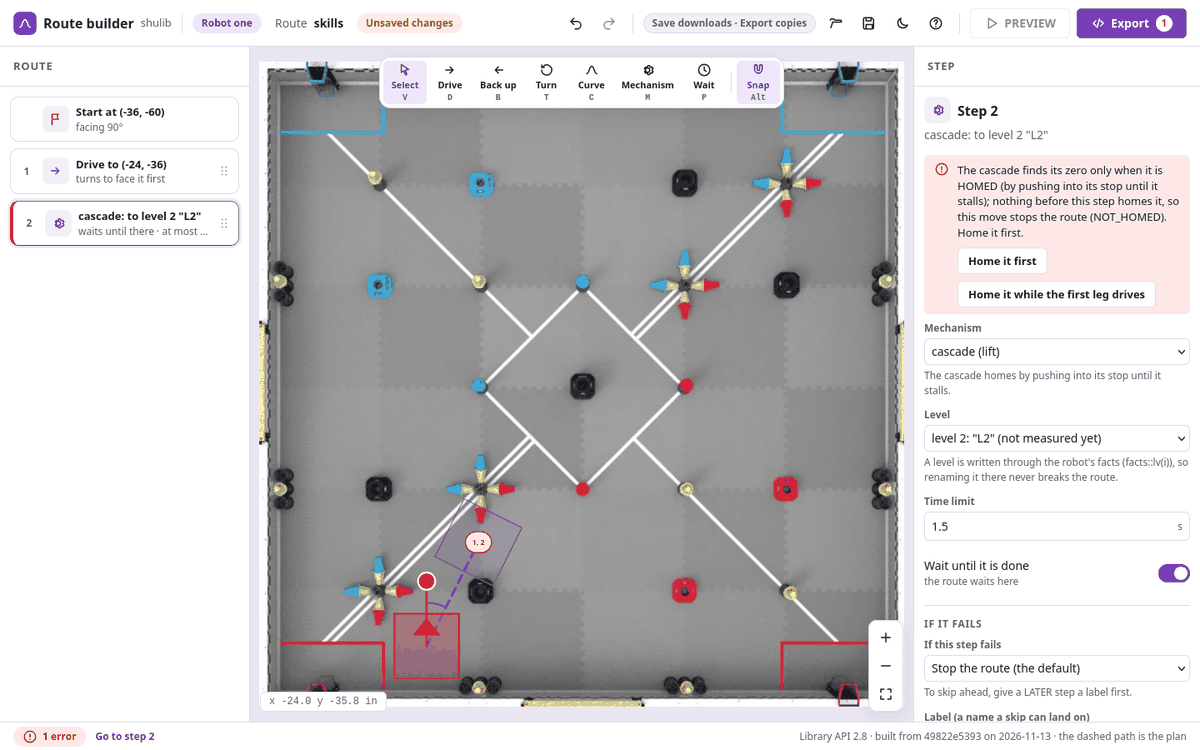 Route builder shulib Robot one Route skills Unsaved changes Save downloads · Export copies PREVIEW Export 1
ROUTE
Start at (-36, -60)
facing 90°
1 Drive to (-24, -36)
turns to face it first
2 cascade: to level 2 "L2"
waits until there · at most ...
Select Drive Back up Turn Curve Mechanism Wait Snap
V D B T C M P Alt
1, 2
x -24.0 y -35.8 in
STEP
Step 2
cascade: to level 2 "L2"
The cascade finds its zero only when it is
HOMED (by pushing into its stop until it
stalls); nothing before this step homes it, so
this move stops the route (NOT_HOMED).
Home it first.
Home it first
Home it while the first leg drives
Mechanism
cascade (lift)
The cascade homes by pushing into its stop until it
stalls.
Level
level 2: "L2" (not measured yet)
A level is written through the robot's facts (facts::lv(i)), so
renaming it there never breaks the route.
Time limit
1.5 s
Wait until it is done
the route waits here
IF IT FAILS
If this step fails
Stop the route (the default)
To skip ahead, give a LATER step a label first.
Label (a name a skip can land on)
1 error Go to step 2
Library API 2.8 · built from 49822e5393 on 2026-11-13 · the dashed path is the plan